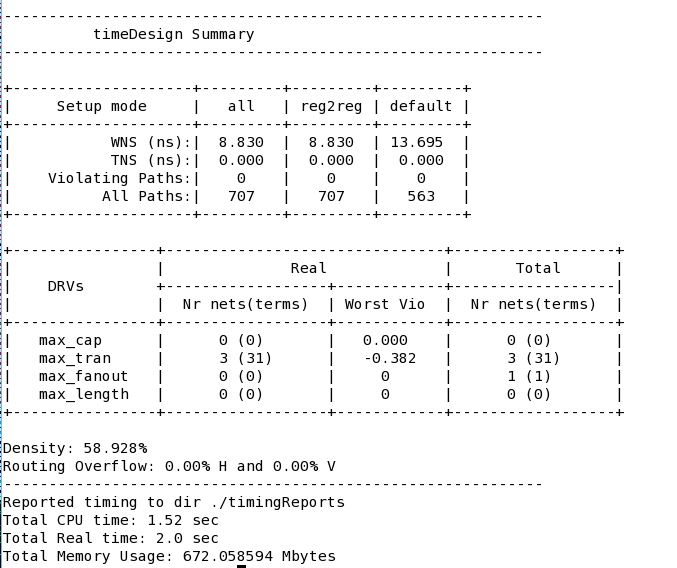 ------------------------------------------------------------
          timeDesign Summary
------------------------------------------------------------
+--------------------+---------+---------+---------+
|     Setup mode     |   all   | reg2reg | default |
+--------------------+---------+---------+---------+
|           WNS (ns):|  8.830  |  8.830  | 13.695  |
|           TNS (ns):|  0.000  |  0.000  |  0.000  |
|    Violating Paths:|    0    |    0    |    0    |
|          All Paths:|   707   |   707   |   563   |
+--------------------+---------+---------+---------+
+----------------+-------------------------------+------------------+
|                |              Real             |       Total      |
|    DRVs        +------------------+------------+------------------|
|                |  Nr nets(terms)  | Worst Vio  |  Nr nets(terms)  |
+----------------+------------------+------------+------------------+
|   max_cap      |      0 (0)       |   0.000    |      0 (0)       |
|   max_tran     |      3 (31)      |   -0.382   |      3 (31)      |
|   max_fanout   |      0 (0)       |     0      |      1 (1)       |
|   max_length   |      0 (0)       |     0      |      0 (0)       |
+----------------+------------------+------------+------------------+
Density: 58.928%
Routing Overflow: 0.00% H and 0.00% V
------------------------------------------------------------
Reported timing to dir ./timingReports
Total CPU time: 1.52 sec
Total Real time: 2.0 sec
Total Memory Usage: 672.058594 Mbytes